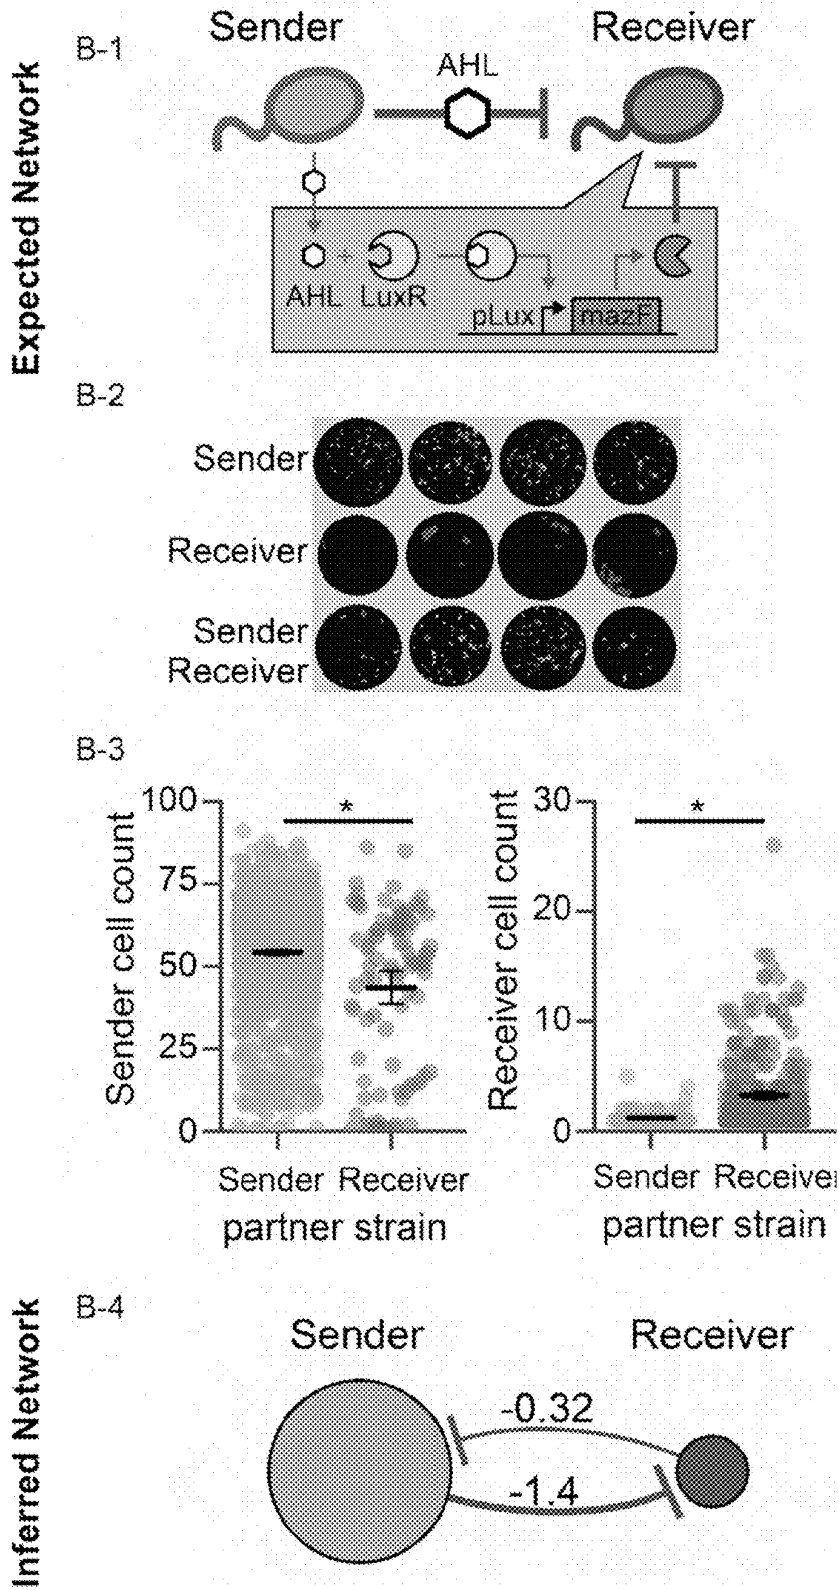 Expected Network
B-1
Sender
Receiver
AHL
AHL
LuxR
pLux
mazF
B-2
Sender
Receiver
Sender
Receiver
B-3
Sender cell count
100
75
50
25
0
*
Sender Receiver
partner strain
Receiver cell count
30
20
10
0
*
Sender Receiver
partner strain
Inferred Network
B-4
Sender
Receiver
-0.32
-1.4